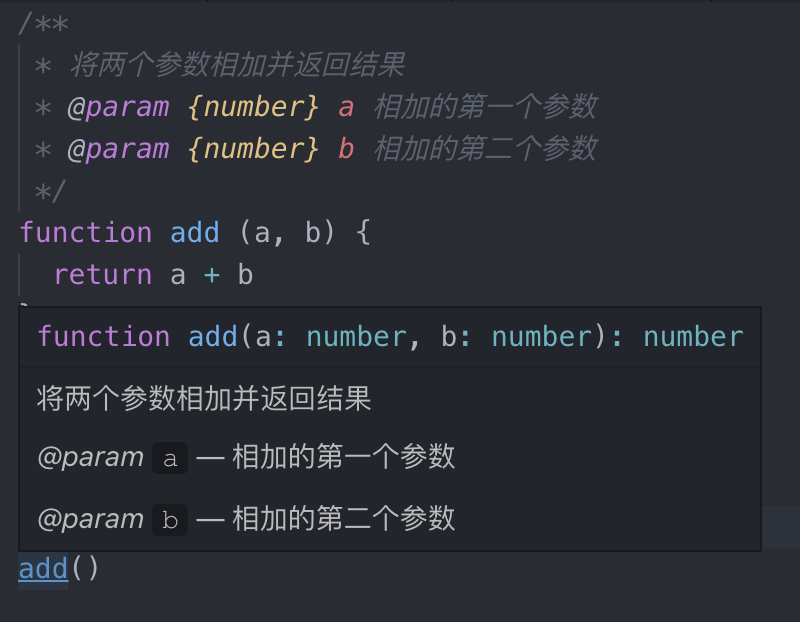 /**
 * 将两个参数相加并返回结果
 * @param {number} a 相加的第一个参数
 * @param {number} b 相加的第二个参数
 */
function add (a, b) {
  return a + b
function add(a: number, b: number): number
将两个参数相加并返回结果
@param a — 相加的第一个参数
@param b — 相加的第二个参数
add()